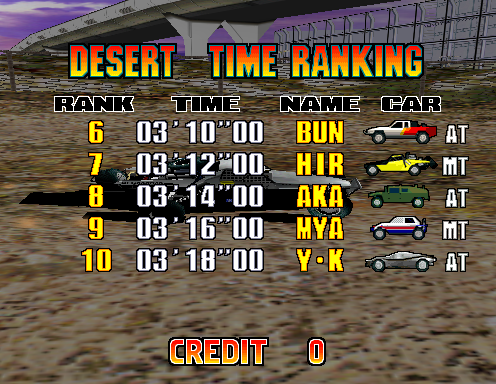 DESERT TIME RANKING
RANK TIME NAME CAR
6 03'10"00 BUN AT
7 03'12"00 HIR MT
8 03'14"00 AKA AT
9 03'16"00 MYA MT
10 03'18"00 Y·K AT
CREDIT 0